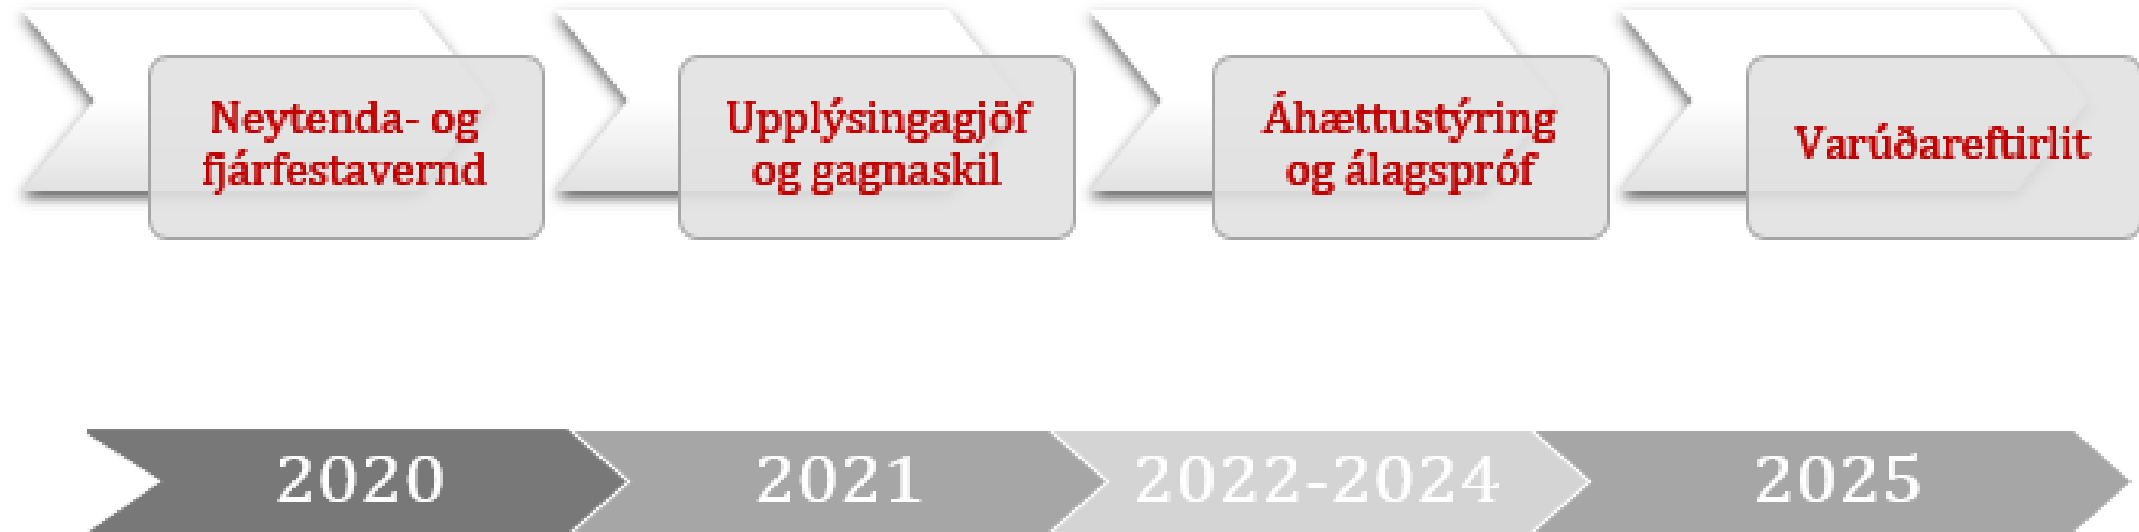 Neytenda- og
fjárfestavernd
Upplýsingagjöf
og gagnaskil
Áhættustýring
og álagspróf
Varúðareftirlit
2020
2021
2022-2024
2025